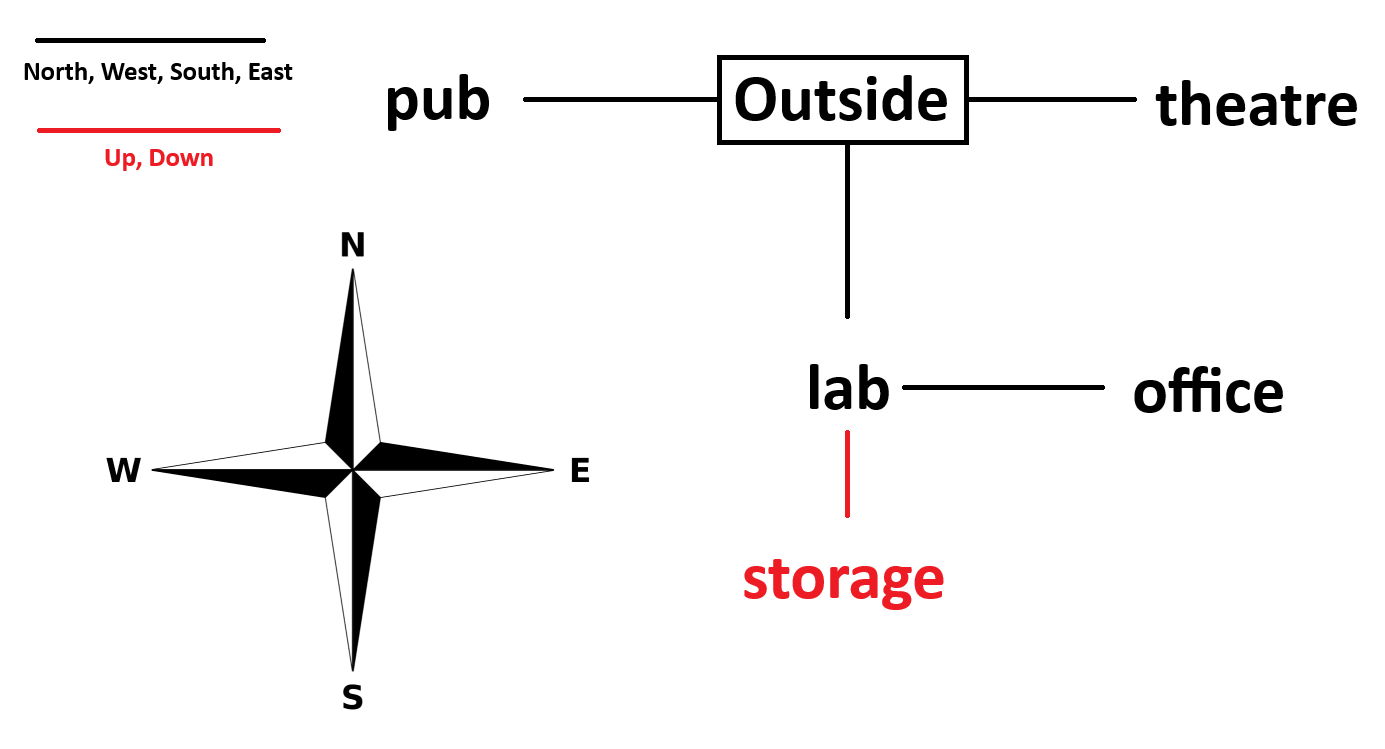 North, West, South, East
Up, Down
pub
Outside
theatre
lab
office
storage
N
W
E
S